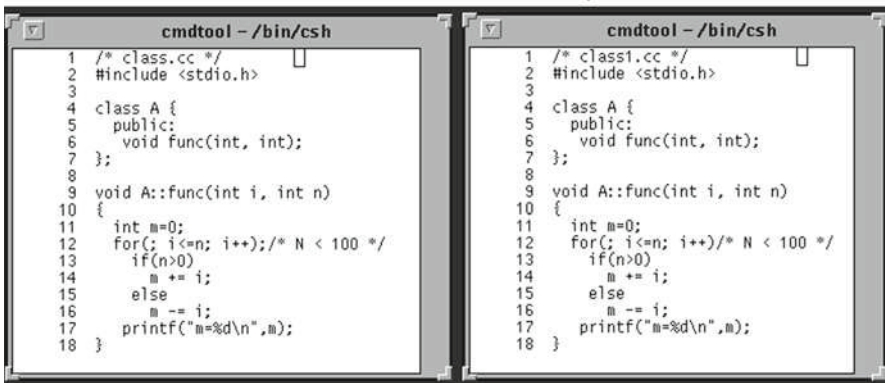 cmdtool – /bin/csh
1 /* class.cc */
2 #include <stdio.h>
3
4 class A {
5 public:
6 void func(int, int);
7 };
8
9 void A::func(int i, int n)
10 {
11 int m=0;
12 for(; i<=n; i++);/* N < 100 */
13 if(n>0)
14 m += i;
15 else
16 m -= i;
17 printf("m=%d\n",m);
18 }
cmdtool – /bin/csh
1 /* class1.cc */
2 #include <stdio.h>
3
4 class A {
5 public:
6 void func(int, int);
7 };
8
9 void A::func(int i, int n)
10 {
11 int m=0;
12 for(; i<=n; i++)/* N < 100 */
13 if(n>0)
14 m += i;
15 else
16 m -= i;
17 printf("m=%d\n",m);
18 }